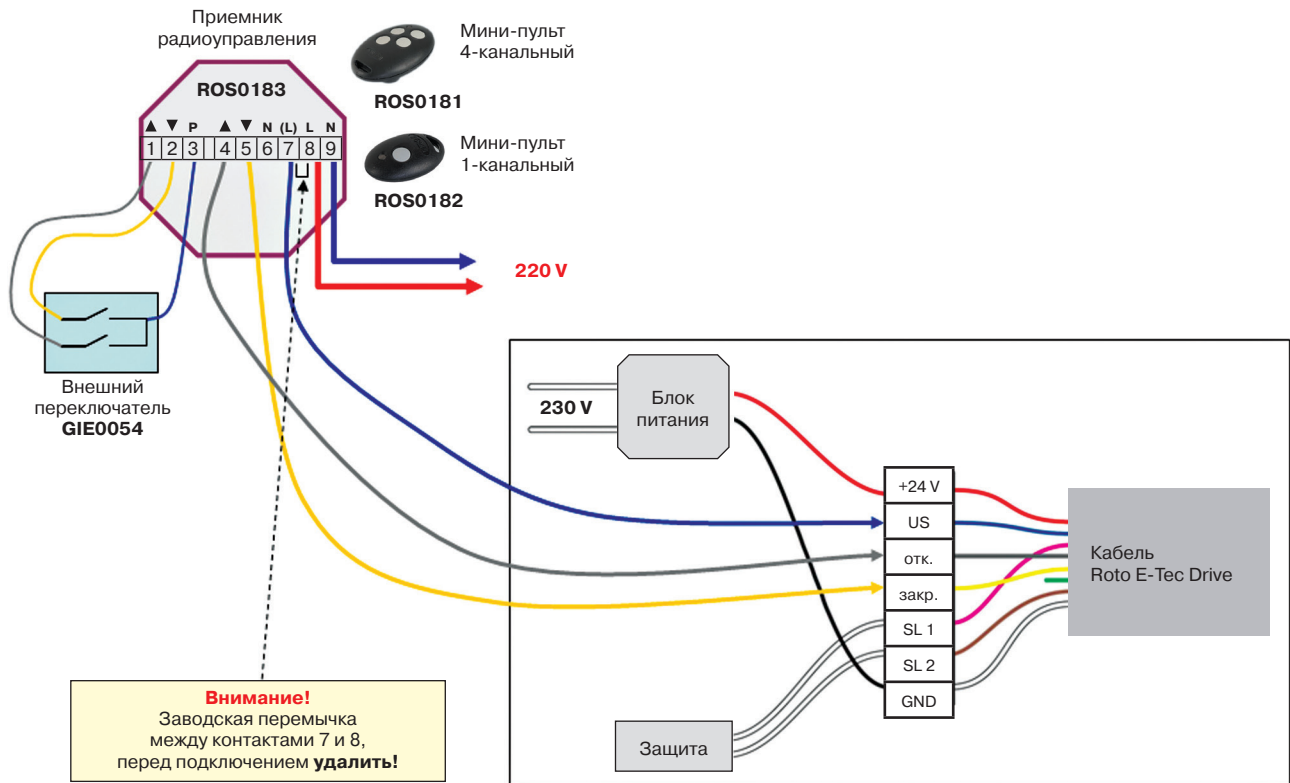 Приемник
радиоуправления
ROS0183
▲ ▼ P ▲ ▼ N (L) L N
1 2 3 4 5 6 7 8 9
Мини-пульт
4-канальный
ROS0181
Мини-пульт
1-канальный
ROS0182
220 V
Внешний
переключатель
GIE0054
230 V
Блок
питания
+24 V
US
отк.
закр.
SL 1
SL 2
GND
Кабель
Roto E-Tec Drive
Защита
Внимание!
Заводская перемычка
между контактами 7 и 8,
перед подключением удалить!